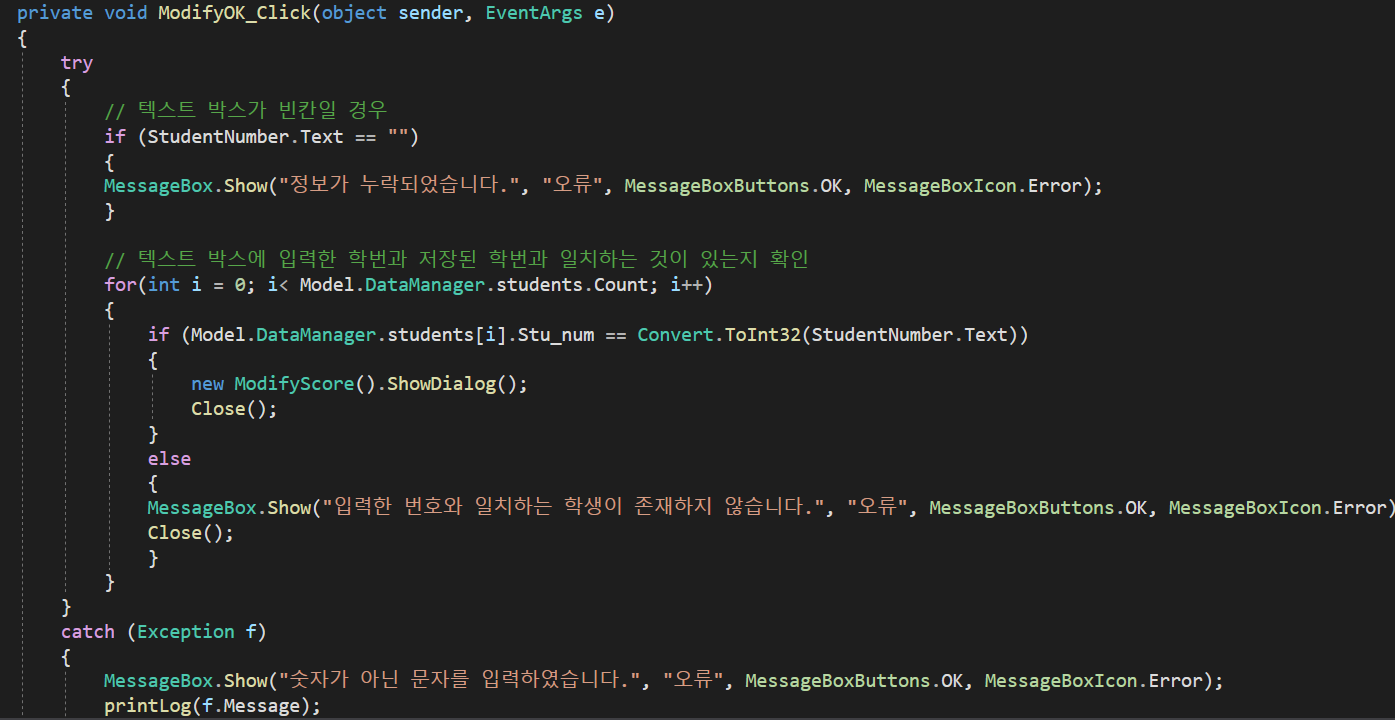 private void ModifyOK_Click(object sender, EventArgs e)
{
try
{
// 텍스트 박스가 빈칸일 경우
if (StudentNumber.Text == "")
{
MessageBox.Show("정보가 누락되었습니다.", "오류", MessageBoxButtons.OK, MessageBoxIcon.Error);
}
// 텍스트 박스에 입력한 학번과 저장된 학번과 일치하는 것이 있는지 확인
for(int i = 0; i< Model.DataManager.students.Count; i++)
{
if (Model.DataManager.students[i].Stu_num == Convert.ToInt32(StudentNumber.Text))
{
new ModifyScore().ShowDialog();
Close();
}
else
{
MessageBox.Show("입력한 번호와 일치하는 학생이 존재하지 않습니다.", "오류", MessageBoxButtons.OK, MessageBoxIcon.Error)
Close();
}
}
}
catch (Exception f)
{
MessageBox.Show("숫자가 아닌 문자를 입력하였습니다.", "오류", MessageBoxButtons.OK, MessageBoxIcon.Error);
printLog(f.Message);